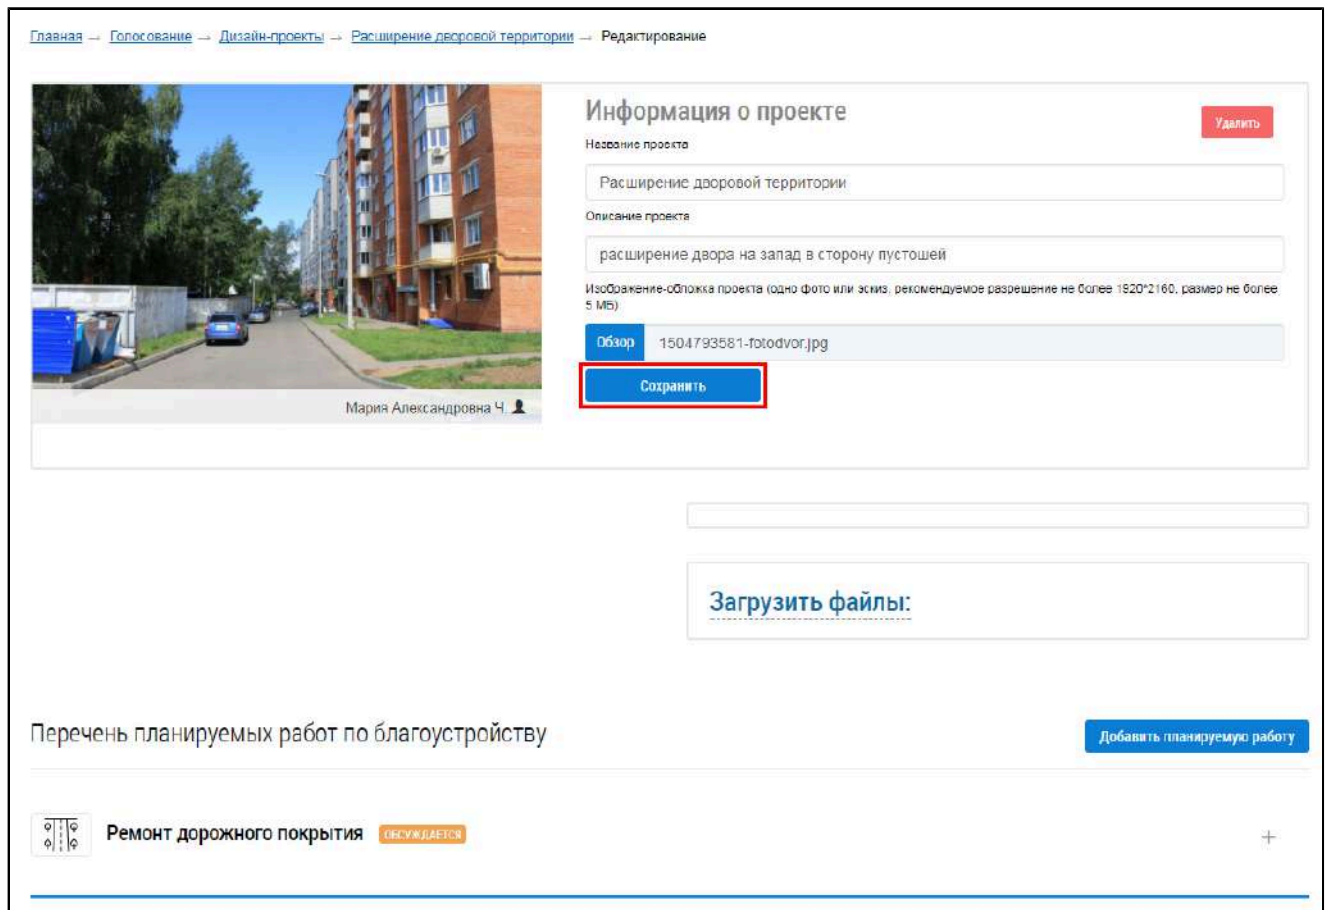 Главная → Голосование → Дизайн-проекты → Расширение дворовой территории → Редактирование
Информация о проекте
Удалить
Название проекта
Расширение дворовой территории
Описание проекта
расширение двора на запад в сторону пустошей
Изображение-обложка проекта (одно фото или эскиз, рекомендуемое разрешение не более 1920*2160, размер не более
5 МБ)
Обзор 1504793581-fotodvor.jpg
Сохранить
Мария Александровна Ч.
Загрузить файлы:
Перечень планируемых работ по благоустройству
Добавить планируемую работу
Ремонт дорожного покрытия ОБСУЖДАЕТСЯ